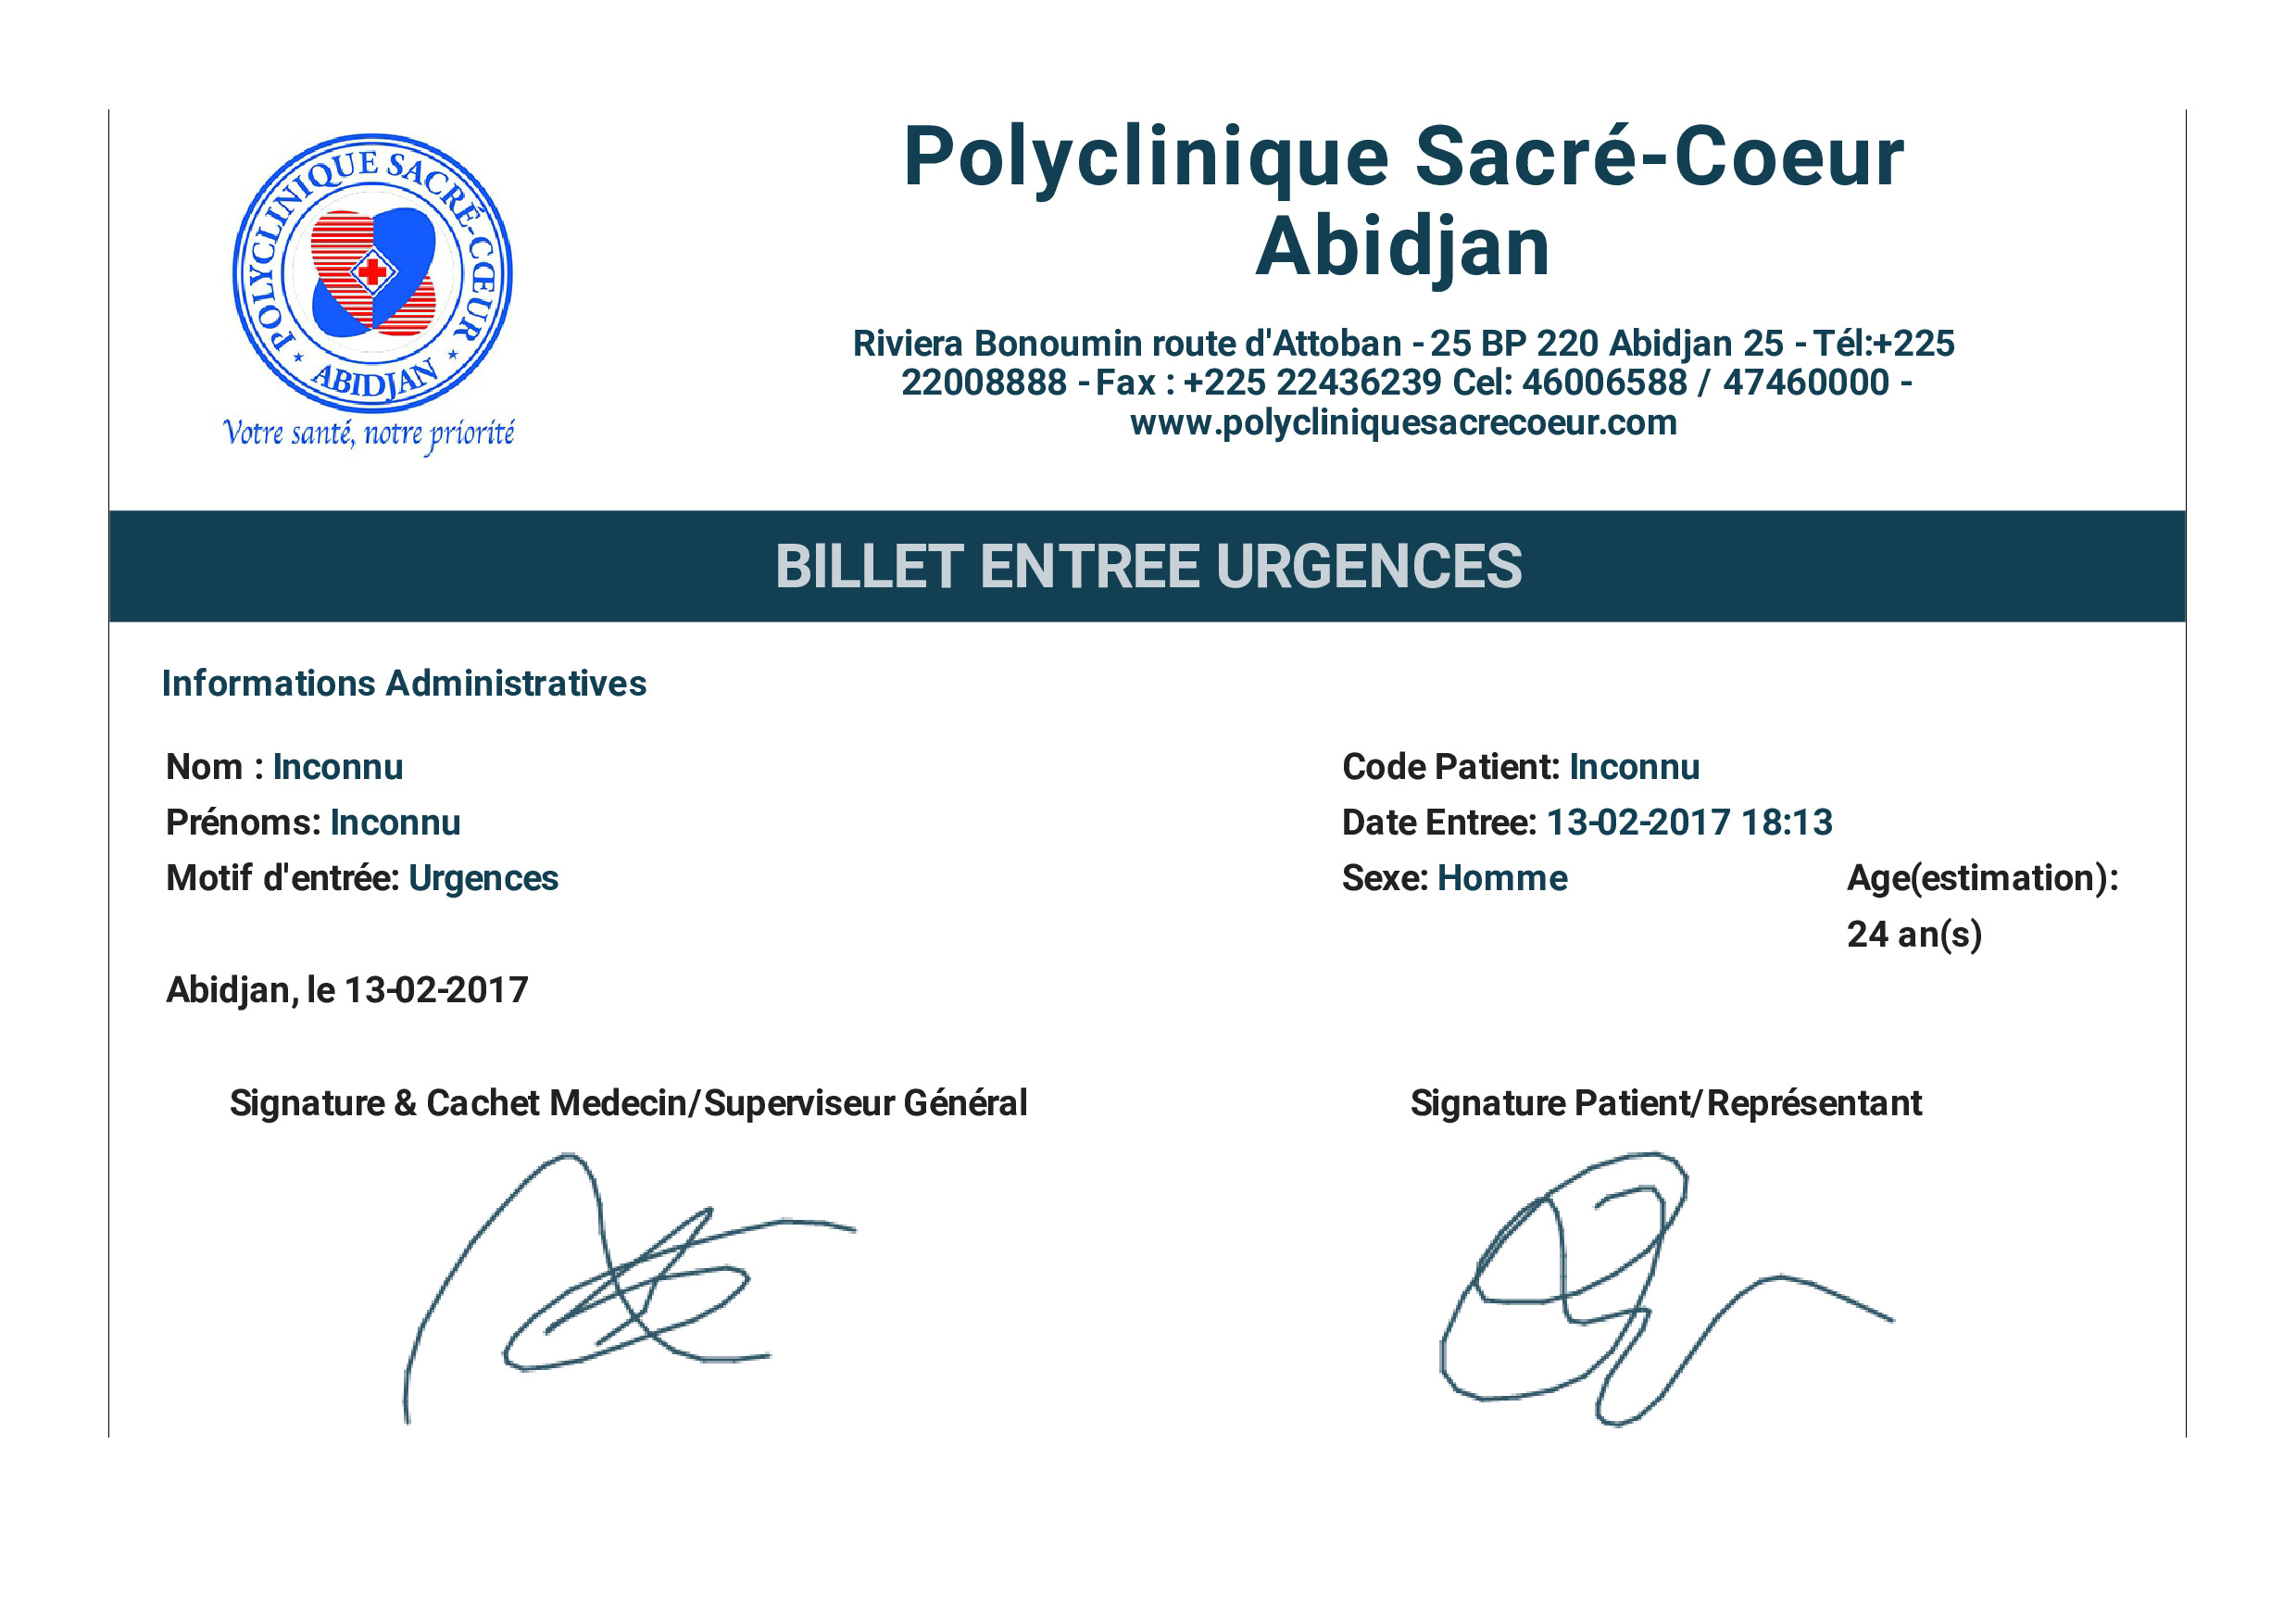 POLYCLINIQUE SACRÉ-CŒUR
ABIDJAN
Votre santé, notre priorité
Polyclinique Sacré-Coeur
Abidjan
Riviera Bonoumin route d'Attoban - 25 BP 220 Abidjan 25 - Tél:+225
22008888 - Fax : +225 22436239 Cel: 46006588 / 47460000 -
www.polycliniquesacrecoeur.com
BILLET ENTREE URGENCES
Informations Administratives
Nom : Inconnu
Code Patient: Inconnu
Prénoms: Inconnu
Date Entree: 13-02-2017 18:13
Motif d'entrée: Urgences
Sexe: Homme
Age(estimation):
24 an(s)
Abidjan, le 13-02-2017
Signature & Cachet Medecin/Superviseur Général
Signature Patient/Représentant